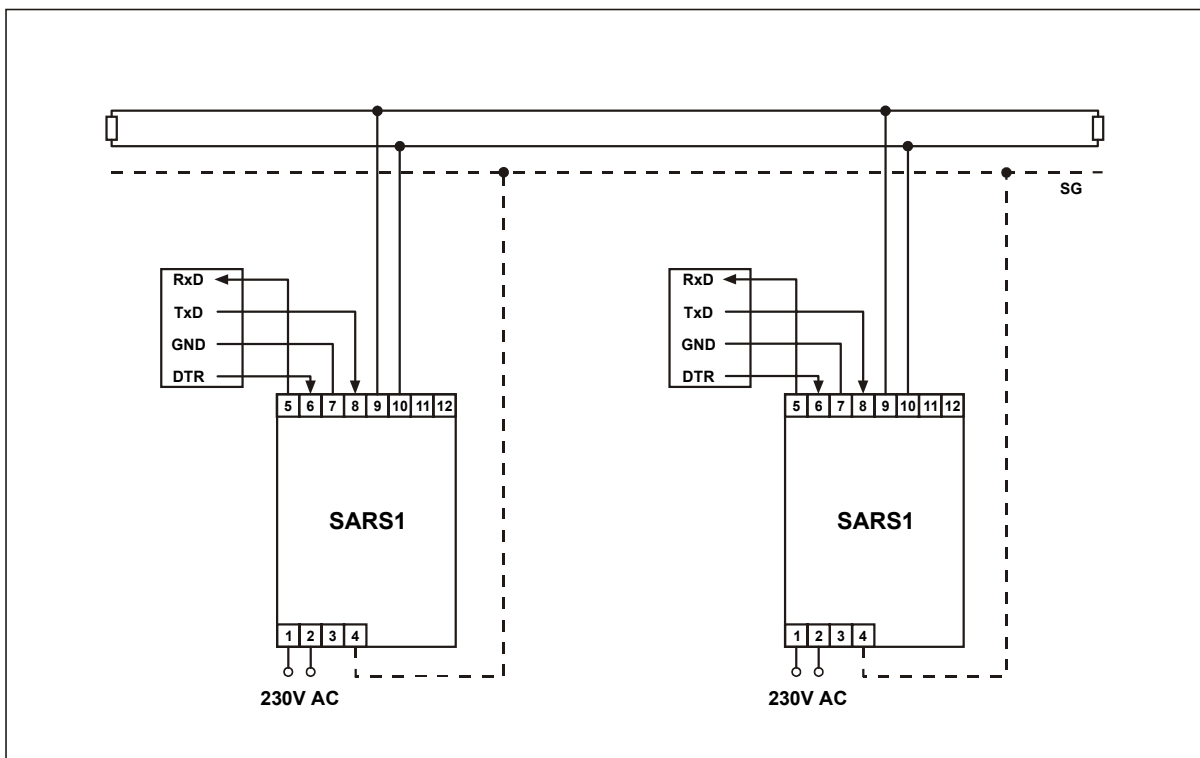 SG
RxD
TxD
GND
DTR
5 6 7 8 9 10 11 12
SARS1
1 2 3 4
230V AC
RxD
TxD
GND
DTR
5 6 7 8 9 10 11 12
SARS1
1 2 3 4
230V AC